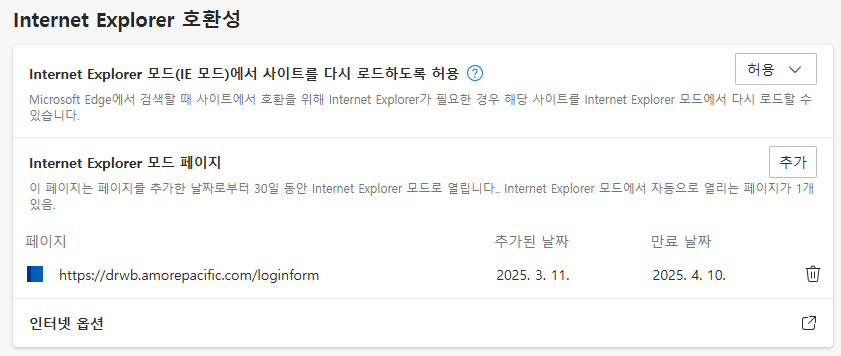 Internet Explorer 호환성
Internet Explorer 모드(IE 모드)에서 사이트를 다시 로드하도록 허용
허용
Microsoft Edge에서 검색할 때 사이트에서 호환을 위해 Internet Explorer가 필요한 경우 해당 사이트를 Internet Explorer 모드에서 다시 로드할 수
있습니다.
Internet Explorer 모드 페이지
추가
이 페이지는 페이지를 추가한 날짜로부터 30일 동안 Internet Explorer 모드로 열립니다.. Internet Explorer 모드에서 자동으로 열리는 페이지가 1개
있음.
페이지 추가된 날짜 만료 날짜
https://drwb.amorepacific.com/loginform 2025. 3. 11. 2025. 4. 10.
인터넷 옵션